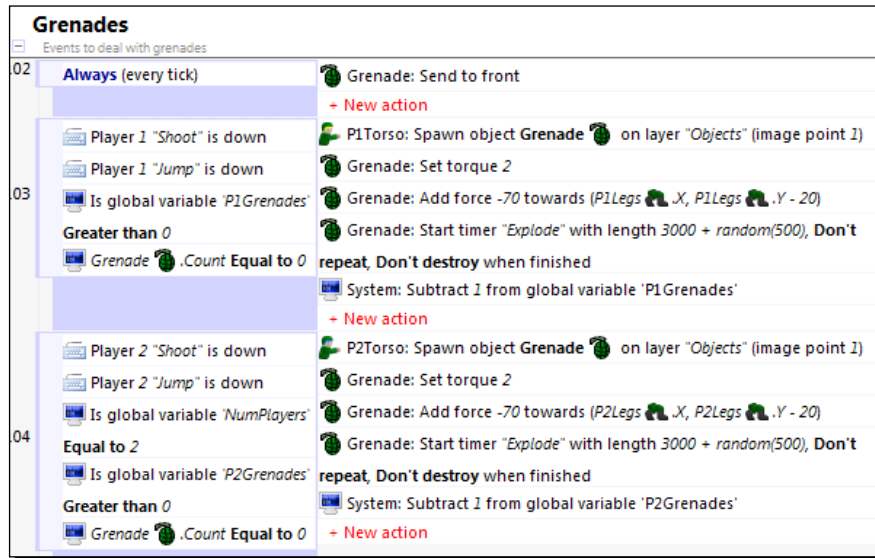 Grenades
Events to deal with grenades
.02
Always (every tick)
Grenade: Send to front
+ New action
.03
Player 1 "Shoot" is down
Player 1 "Jump" is down
Is global variable 'P1Grenades'
Greater than 0
Grenade .Count Equal to 0
P1Torso: Spawn object Grenade on layer "Objects" (image point 1)
Grenade: Set torque 2
Grenade: Add force -70 towards (P1Legs .X, P1Legs .Y - 20)
Grenade: Start timer "Explode" with length 3000 + random(500), Don't
repeat, Don't destroy when finished
System: Subtract 1 from global variable 'P1Grenades'
+ New action
.04
Player 2 "Shoot" is down
Player 2 "Jump" is down
Is global variable 'NumPlayers'
Equal to 2
Is global variable 'P2Grenades'
Greater than 0
Grenade .Count Equal to 0
P2Torso: Spawn object Grenade on layer "Objects" (image point 1)
Grenade: Set torque 2
Grenade: Add force -70 towards (P2Legs .X, P2Legs .Y - 20)
Grenade: Start timer "Explode" with length 3000 + random(500), Don't
repeat, Don't destroy when finished
System: Subtract 1 from global variable 'P2Grenades'
+ New action